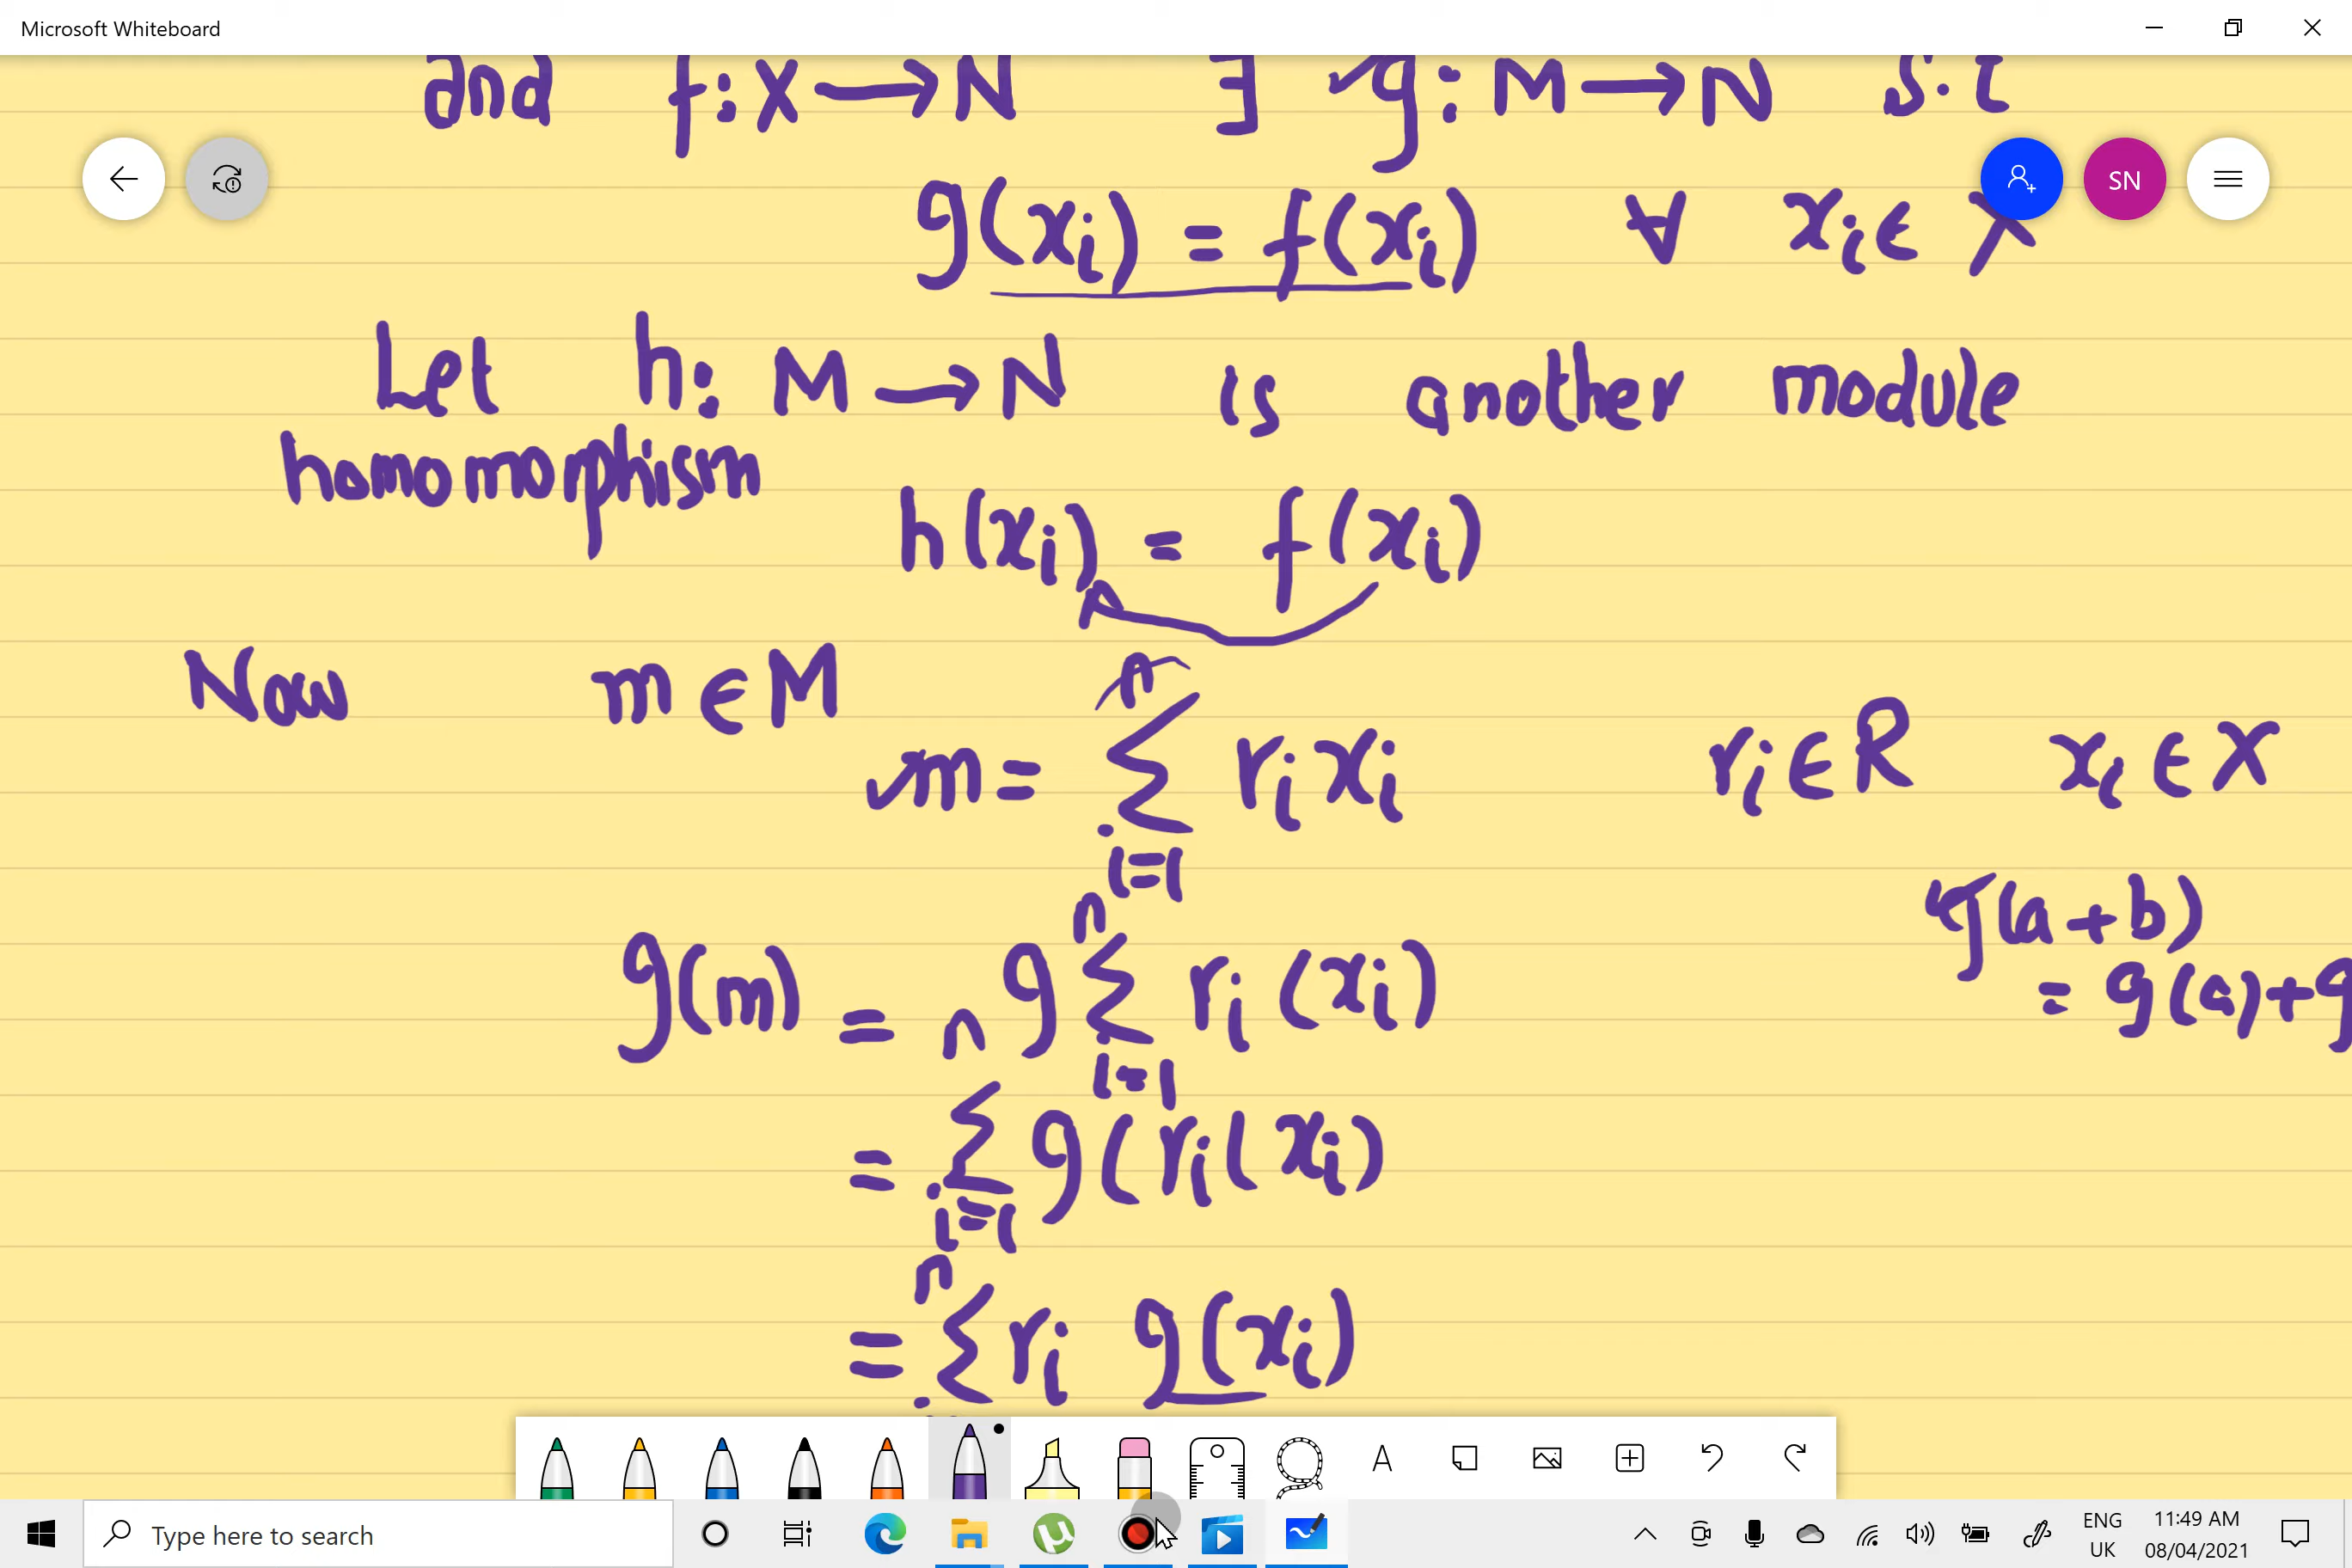 Microsoft Whiteboard
and f:X→N ∃ g:M→N s.t
SN
g(xi) = f(xi) ∀ xi∈ X
Let h: M→N is another module
homomorphism
h(xi) = f(xi)
Now m∈M
n
m= Σ ri xi ri∈R xi∈X
i=1
g(a+b)
= g(a)+g
n
g(m) = g Σ ri (xi)
i=1
n
= Σ g(ri(xi)
i=1
n
= Σ ri g(xi)
A
Type here to search
ENG
UK
11:49 AM
08/04/2021